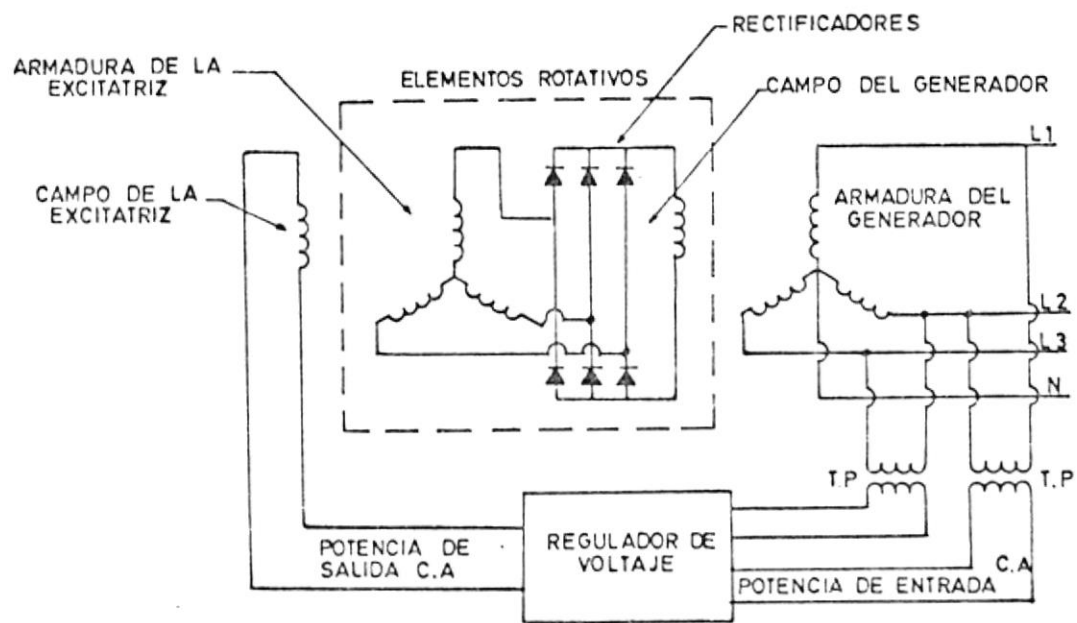 RECTIFICADORES
ARMADURA DE LA
EXCITATRIZ
ELEMENTOS ROTATIVOS
CAMPO DEL GENERADOR
L1
CAMPO DE LA
EXCITATRIZ
ARMADURA DEL
GENERADOR
L2
L3
N
T.P
T.P
REGULADOR DE
VOLTAJE
POTENCIA DE
SALIDA C.A
C.A
POTENCIA DE ENTRADA